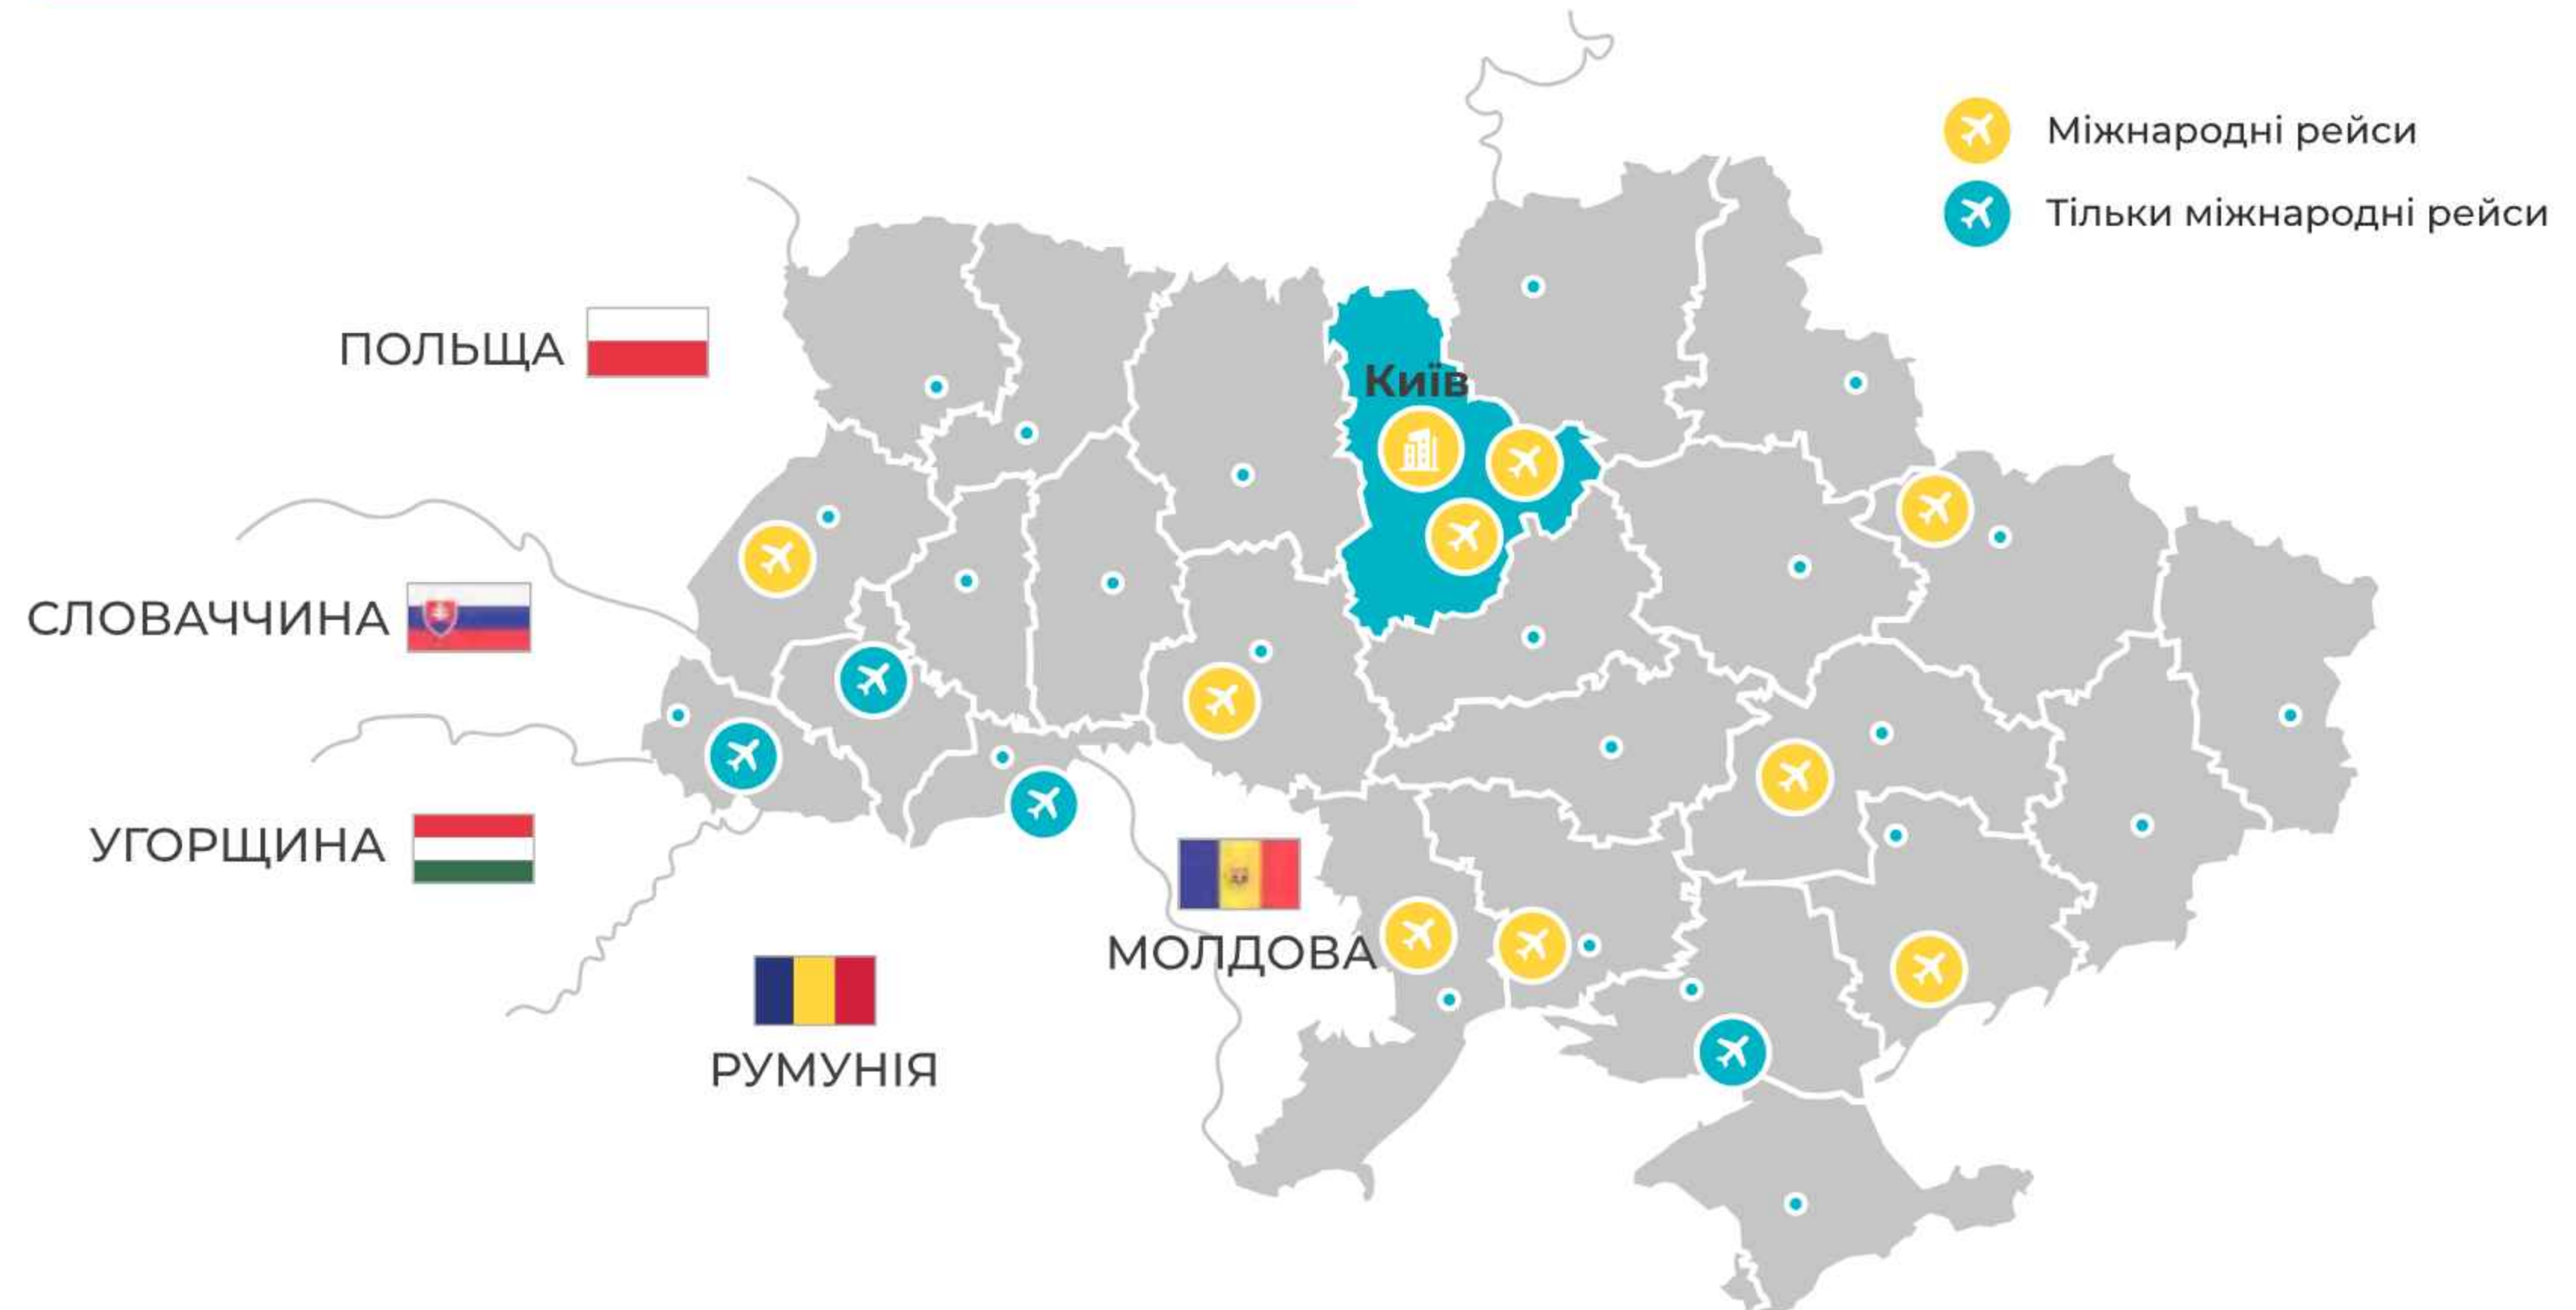 Міжнародні рейси
Тільки міжнародні рейси
ПОЛЬЩА
Київ
СЛОВАЧЧИНА
УГОРЩИНА
МОЛДОВА
РУМУНІЯ